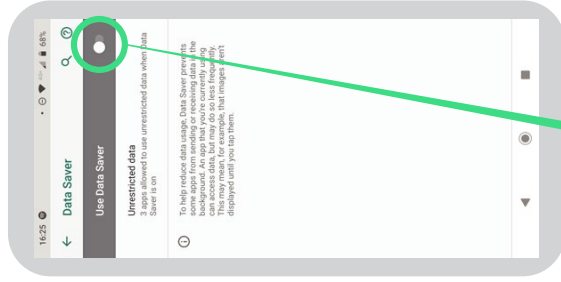 16:25
68%
Data Saver
Use Data Saver
Unrestricted data
3 apps allowed to use unrestricted data when Data
Saver is on
To help reduce data usage, Data Saver prevents
some apps from sending or receiving data in the
background. An app that you're currently using
can access data, but may do so less frequently.
This may mean, for example, that images aren't
displayed until you tap them.